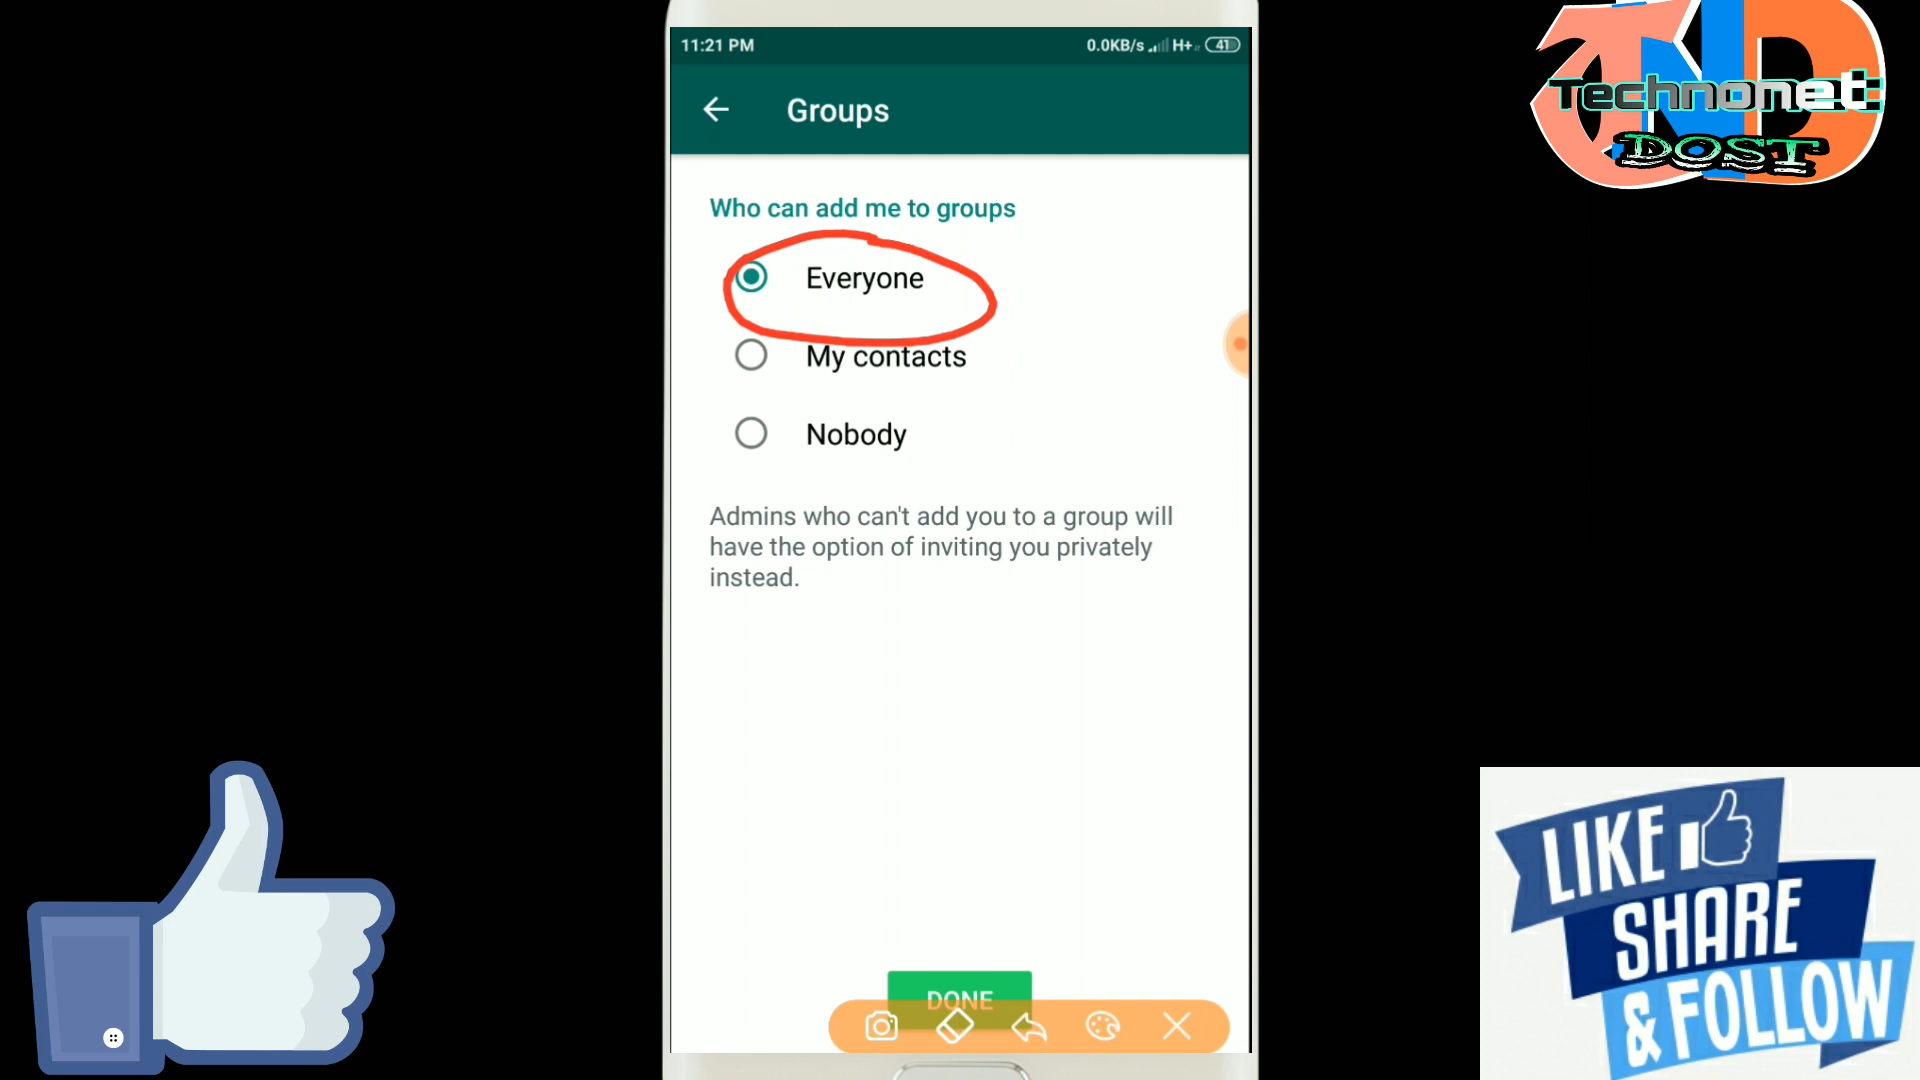 11:21 PM
0.0KB/s H+ 41
Groups
Technonet
DOST
Who can add me to groups
Everyone
My contacts
Nobody
Admins who can't add you to a group will
have the option of inviting you privately
instead.
DONE
LIKE
SHARE
& FOLLOW